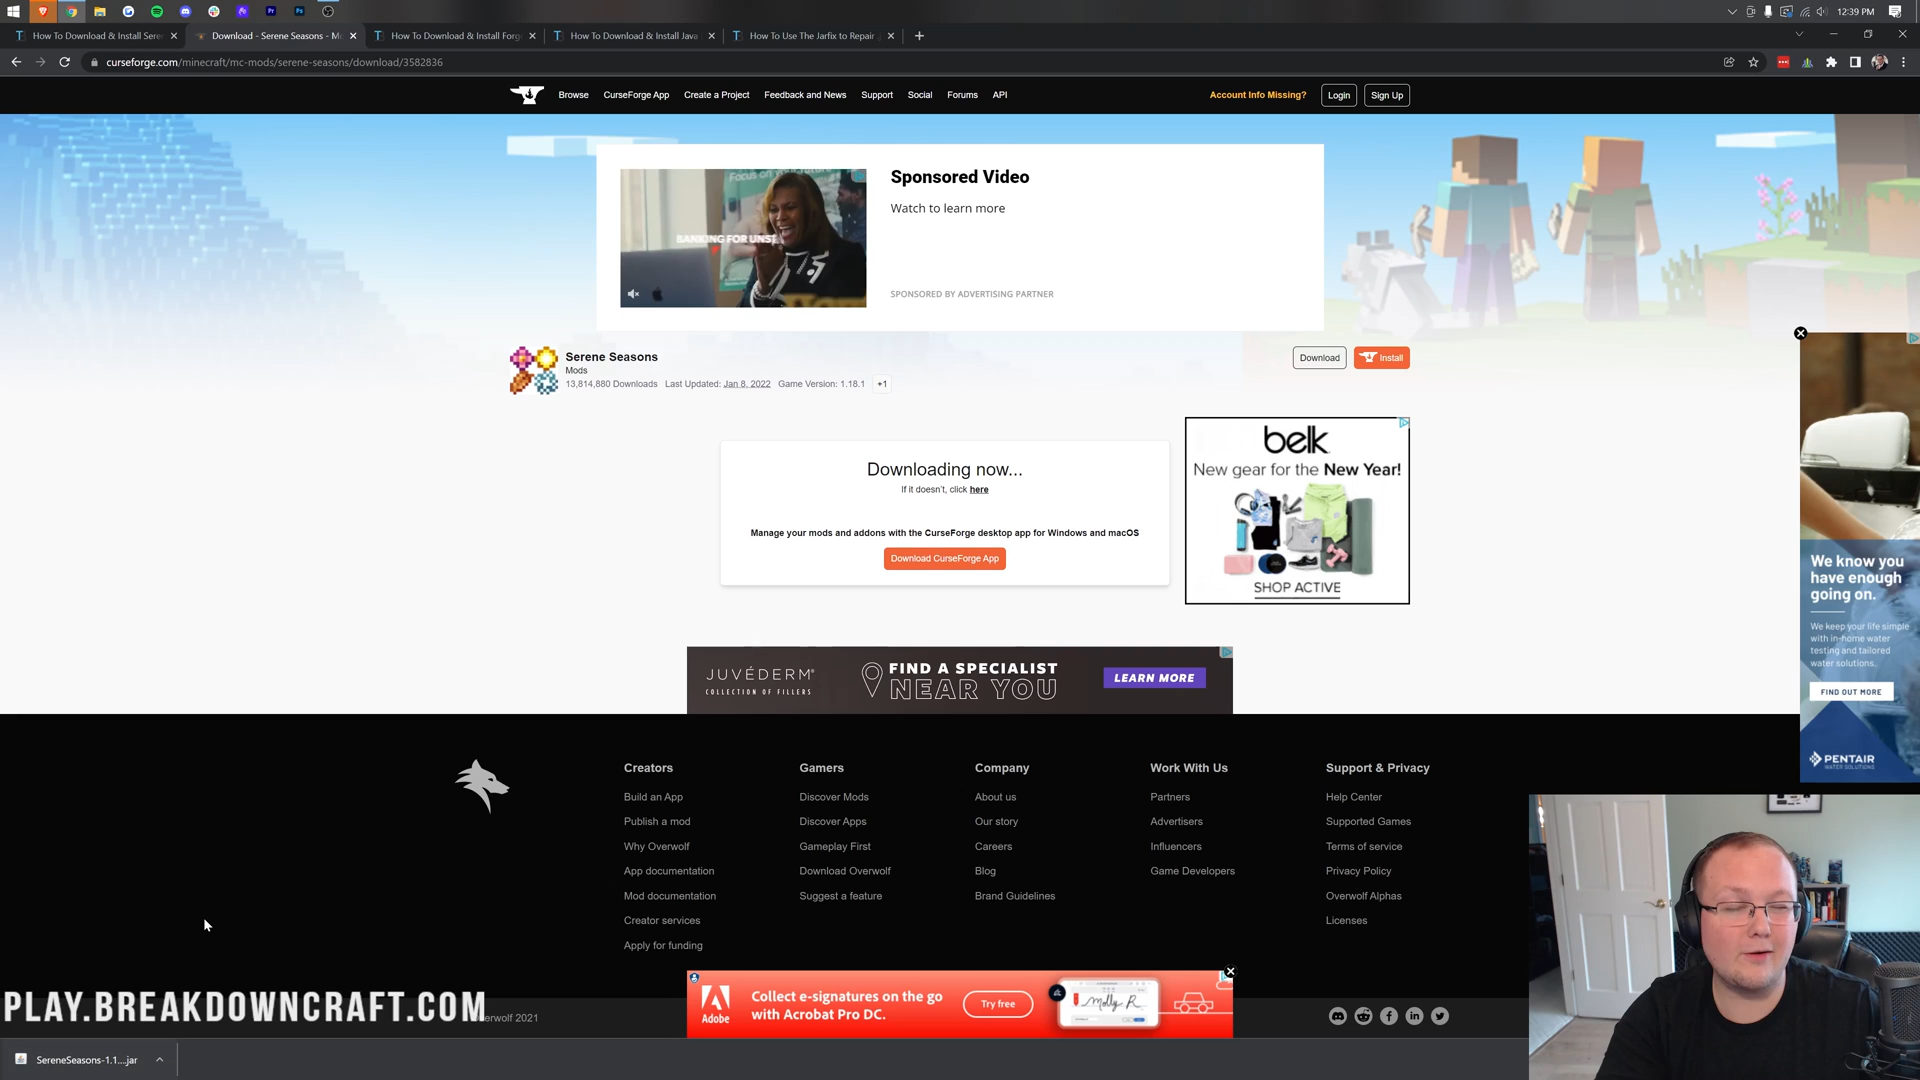 12:39 PM
How To Download & Install Sere
Download - Serene Seasons - M
How To Download & Install Forg
How To Download & Install Java
How To Use The Jarfix to Repair
curseforge.com/minecraft/mc-mods/serene-seasons/download/3582836
Browse
CurseForge App
Create a Project
Feedback and News
Support
Social
Forums
API
Account Info Missing?
Login
Sign Up
Focus on your future
BANKING FOR UNST
Sponsored Video
Watch to learn more
SPONSORED BY ADVERTISING PARTNER
Serene Seasons
Mods
13,814,880 Downloads Last Updated: Jan 8, 2022 Game Version: 1.18.1 +1
Download
Install
Downloading now...
If it doesn't, click here
Manage your mods and addons with the CurseForge desktop app for Windows and macOS
Download CurseForge App
belk
New gear for the New Year!
SHOP ACTIVE
We know you
have enough
going on.
We keep your life simple
with in-home water
testing and tailored
water solutions.
FIND OUT MORE
PENTAIR
WATER SOLUTIONS
JUVÉDERM®
COLLECTION OF FILLERS
FIND A SPECIALIST
NEAR YOU
LEARN MORE
Creators
Build an App
Publish a mod
Why Overwolf
App documentation
Mod documentation
Creator services
Apply for funding
Gamers
Discover Mods
Discover Apps
Gameplay First
Download Overwolf
Suggest a feature
Company
About us
Our story
Careers
Blog
Brand Guidelines
Work With Us
Partners
Advertisers
Influencers
Game Developers
Support & Privacy
Help Center
Supported Games
Terms of service
Privacy Policy
Overwolf Alphas
Licenses
Adobe
Collect e-signatures on the go
with Acrobat Pro DC.
Try free
Molly R
PLAY.BREAKDOWNCRAFT.COM
erwolf 2021
SereneSeasons-1.1....jar